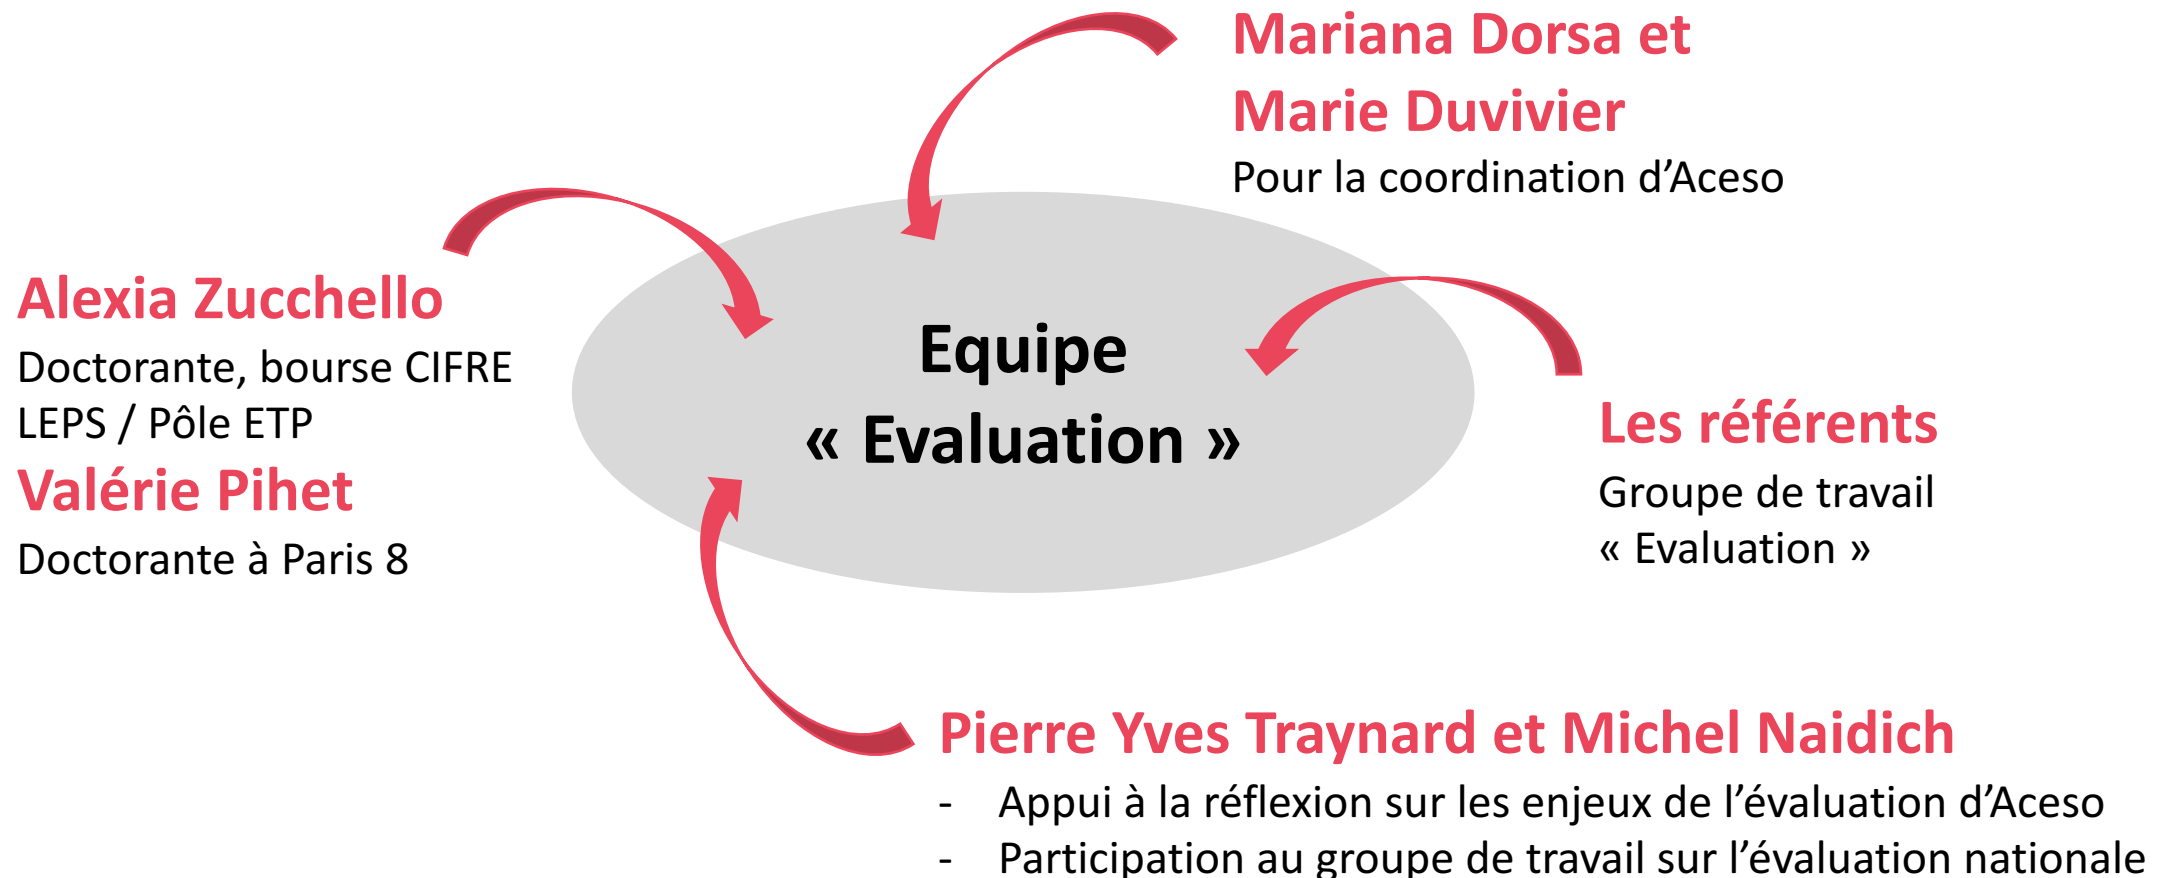 Mariana Dorsa et
Marie Duvivier
Pour la coordination d’Aceso
Alexia Zucchello
Doctorante, bourse CIFRE
LEPS / Pôle ETP
Valérie Pihet
Doctorante à Paris 8
Equipe
« Evaluation »
Les référents
Groupe de travail
« Evaluation »
Pierre Yves Traynard et Michel Naidich
- Appui à la réflexion sur les enjeux de l’évaluation d’Aceso
- Participation au groupe de travail sur l’évaluation nationale